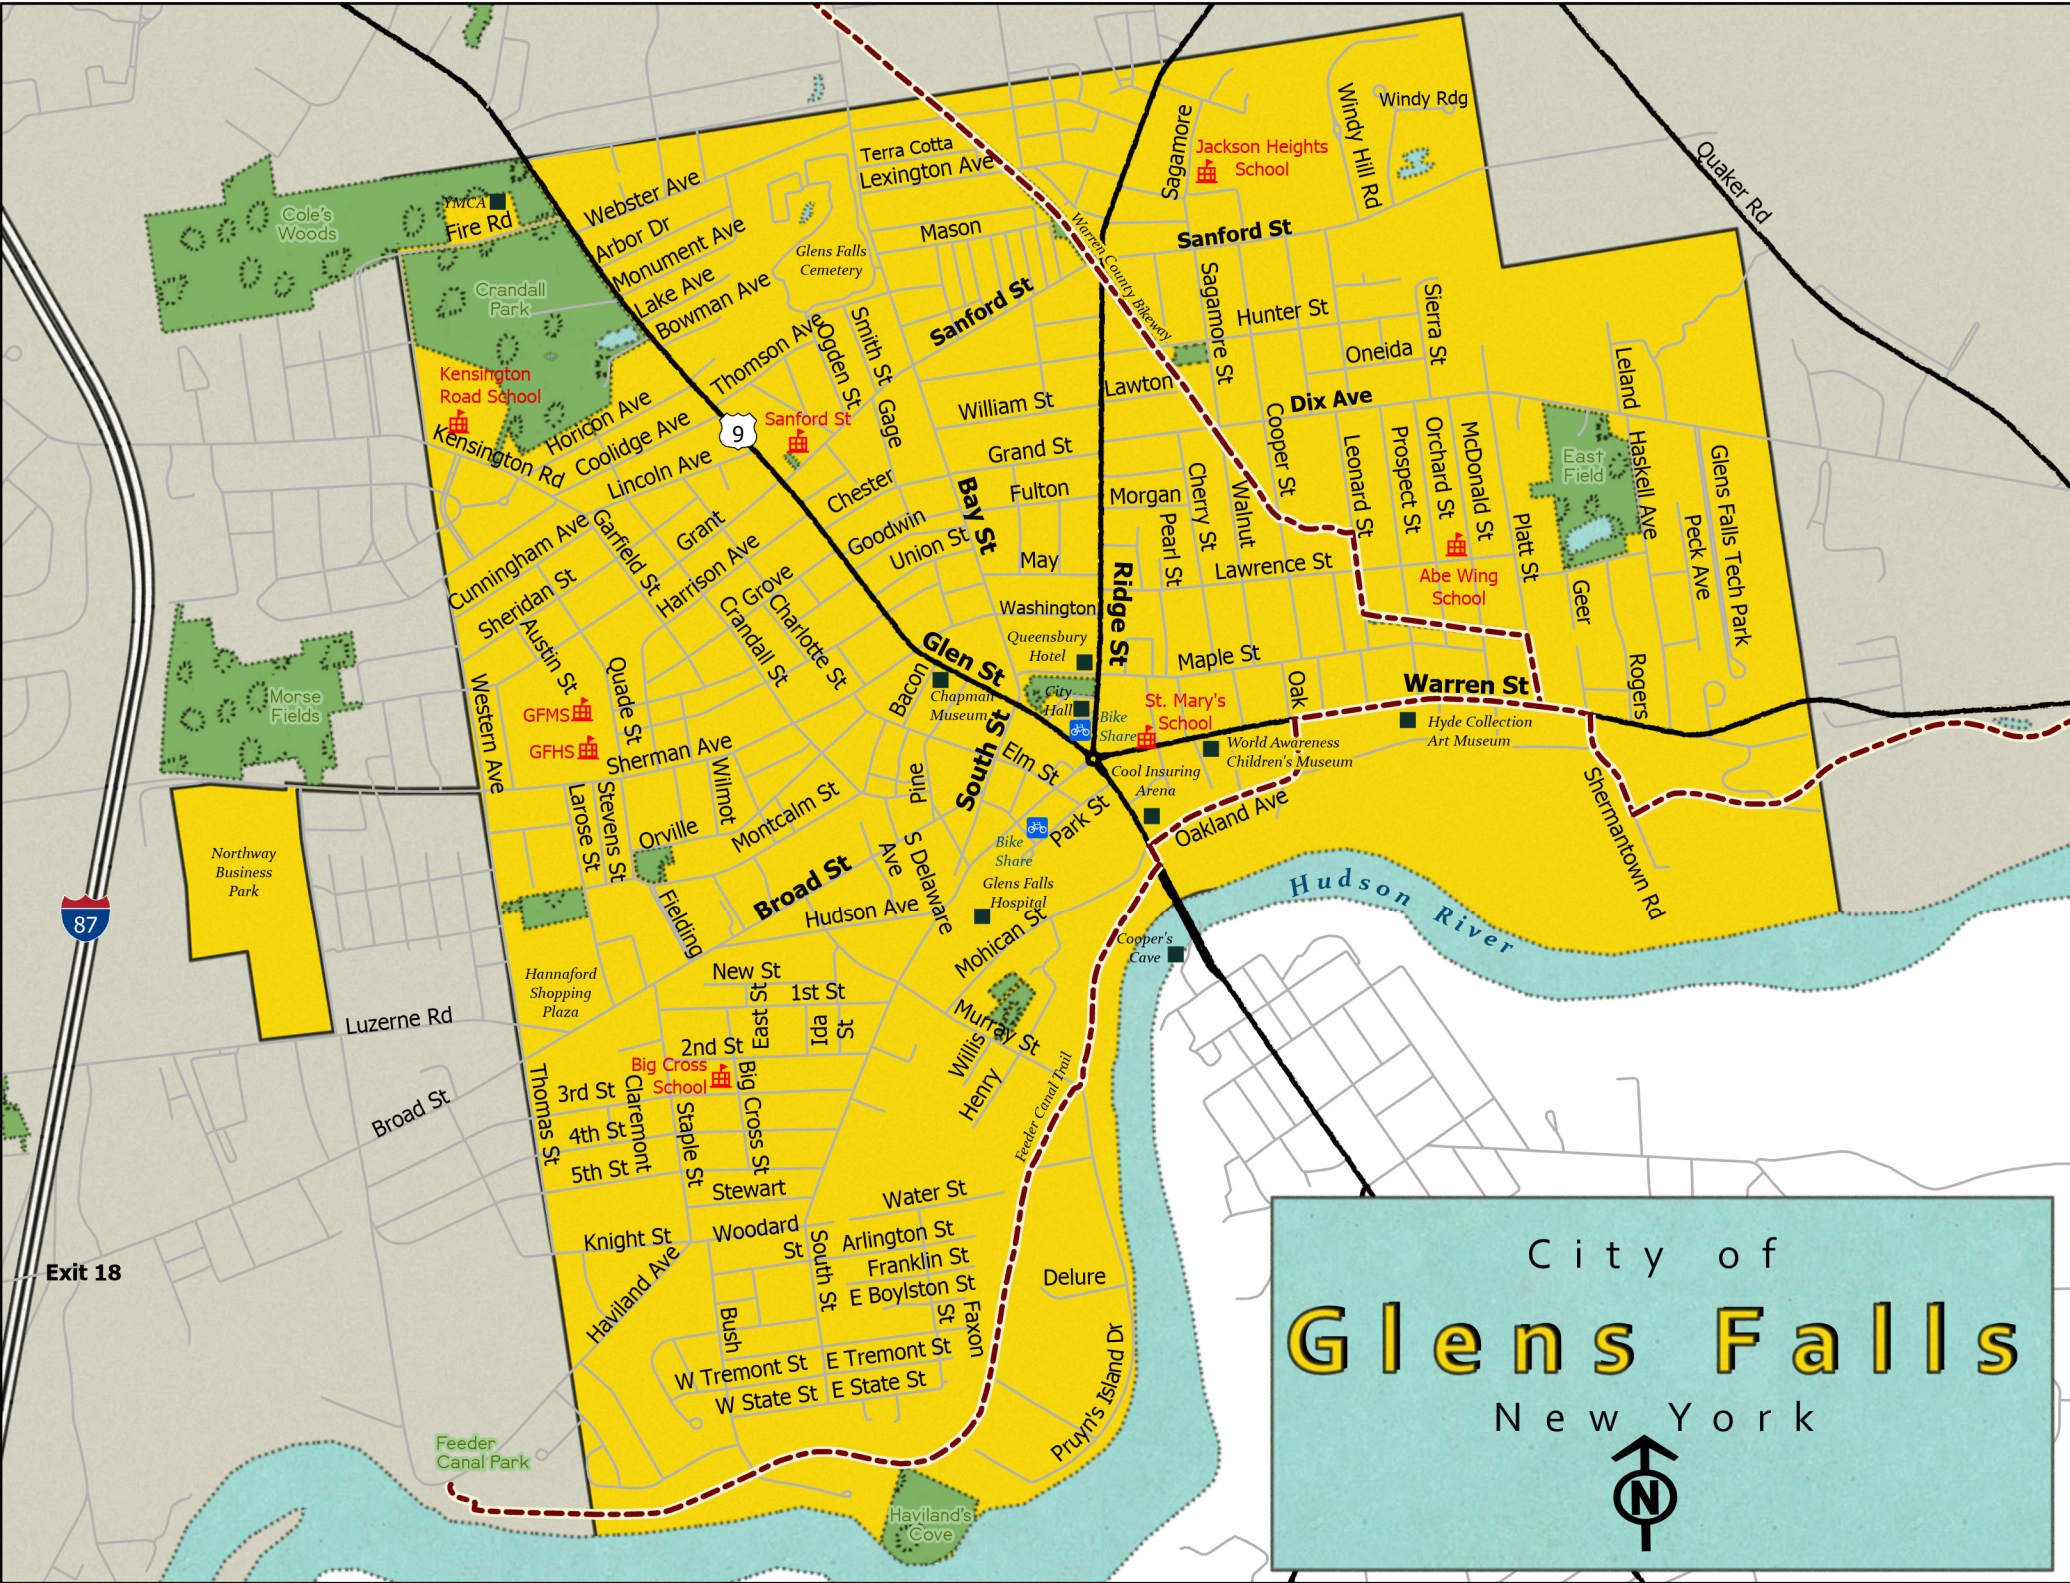 Windy Rdg
Windy Hill Rd
Sagamore
Jackson Heights
School
Quaker Rd
Terra Cotta
Lexington Ave
Webster Ave
YMCA
Fire Rd
Cole's
Woods
Arbor Dr
Monument Ave
Mason
Sanford St
Warren County Bikeway
Glens Falls
Cemetery
Lake Ave
Bowman Ave
Crandall
Park
Sagamore St
Hunter St
Sierra St
Sanford St
Thomson Ave
Ogden St
Smith St
Oneida
Leland
Kensington
Road School
Lawton
Dix Ave
William St
Gage
Horicon Ave
Coolidge Ave
9
Sanford St
Kensington Rd
Lincoln Ave
Grand St
Cooper St
Leonard St
Prospect St
Orchard St
McDonald St
East
Field
Haskell Ave
Glens Falls Tech Park
Chester
Bay St
Fulton
Morgan
Cherry St
Walnut
Cunningham Ave
Garfield St
Grant
Goodwin
Union St
Pearl St
Platt St
Peck Ave
Harrison Ave
May
Lawrence St
Abe Wing
School
Geer
Sheridan St
Grove
Crandall St
Charlotte St
Washington
Ridge St
Austin St
Queensbury
Hotel
Glen St
Maple St
Quade St
Bacon
Chapman
Museum
City
Hall
Oak
Warren St
Rogers
Morse
Fields
Western Ave
GFMS
GFHS
Bike
Share
St. Mary's
School
Hyde Collection
Art Museum
World Awareness
Children's Museum
Sherman Ave
South St
Elm St
Cool Insuring
Arena
Pine
Wilmot
Larose St
Stevens St
Montcalm St
Orville
Park St
Oakland Ave
Shermantown Rd
Northway
Business
Park
Bike
Share
S Delaware
Ave
Broad St
Glens Falls
Hospital
Hudson River
Hudson Ave
Fielding
87
Mohican St
Cooper's
Cave
Hannaford
Shopping
Plaza
New St
1st St
East St
Ida
St
Luzerne Rd
Murray St
Willis
Henry
2nd St
Big Cross
School
Big Cross St
Feeder Canal Trail
Thomas St
3rd St
Claremont
Staple St
4th St
Broad St
5th St
Stewart
Water St
Knight St
Woodard
St
South St
Arlington St
Franklin St
E Boylston St
Delure
Exit 18
Haviland Ave
Bush
St
Faxon
E Tremont St
W Tremont St
E State St
W State St
Pruyn's Island Dr
Feeder
Canal Park
Haviland's
Cove
City of
Glens Falls
New York
N